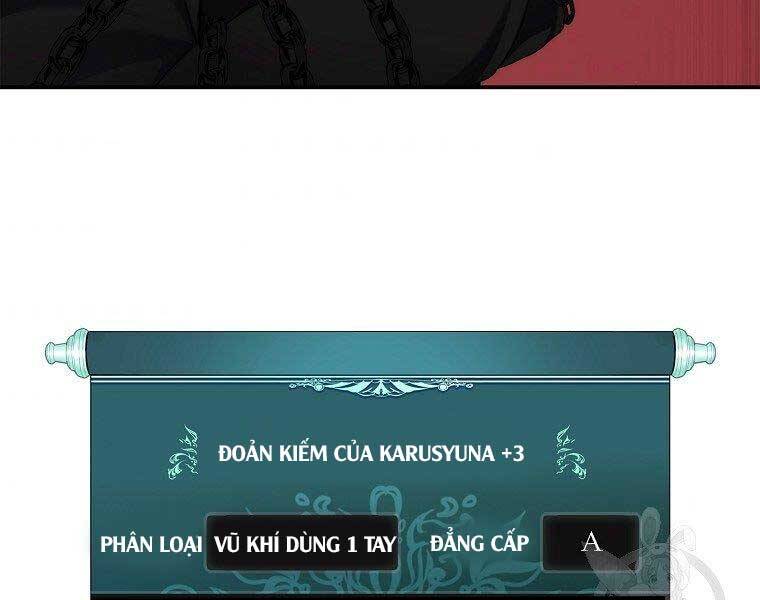 ĐOẢN KIẾM CỦA KARUSYUNA +3
PHÂN LOẠI VŨ KHÍ DÙNG 1 TAY ĐẲNG CẤP A